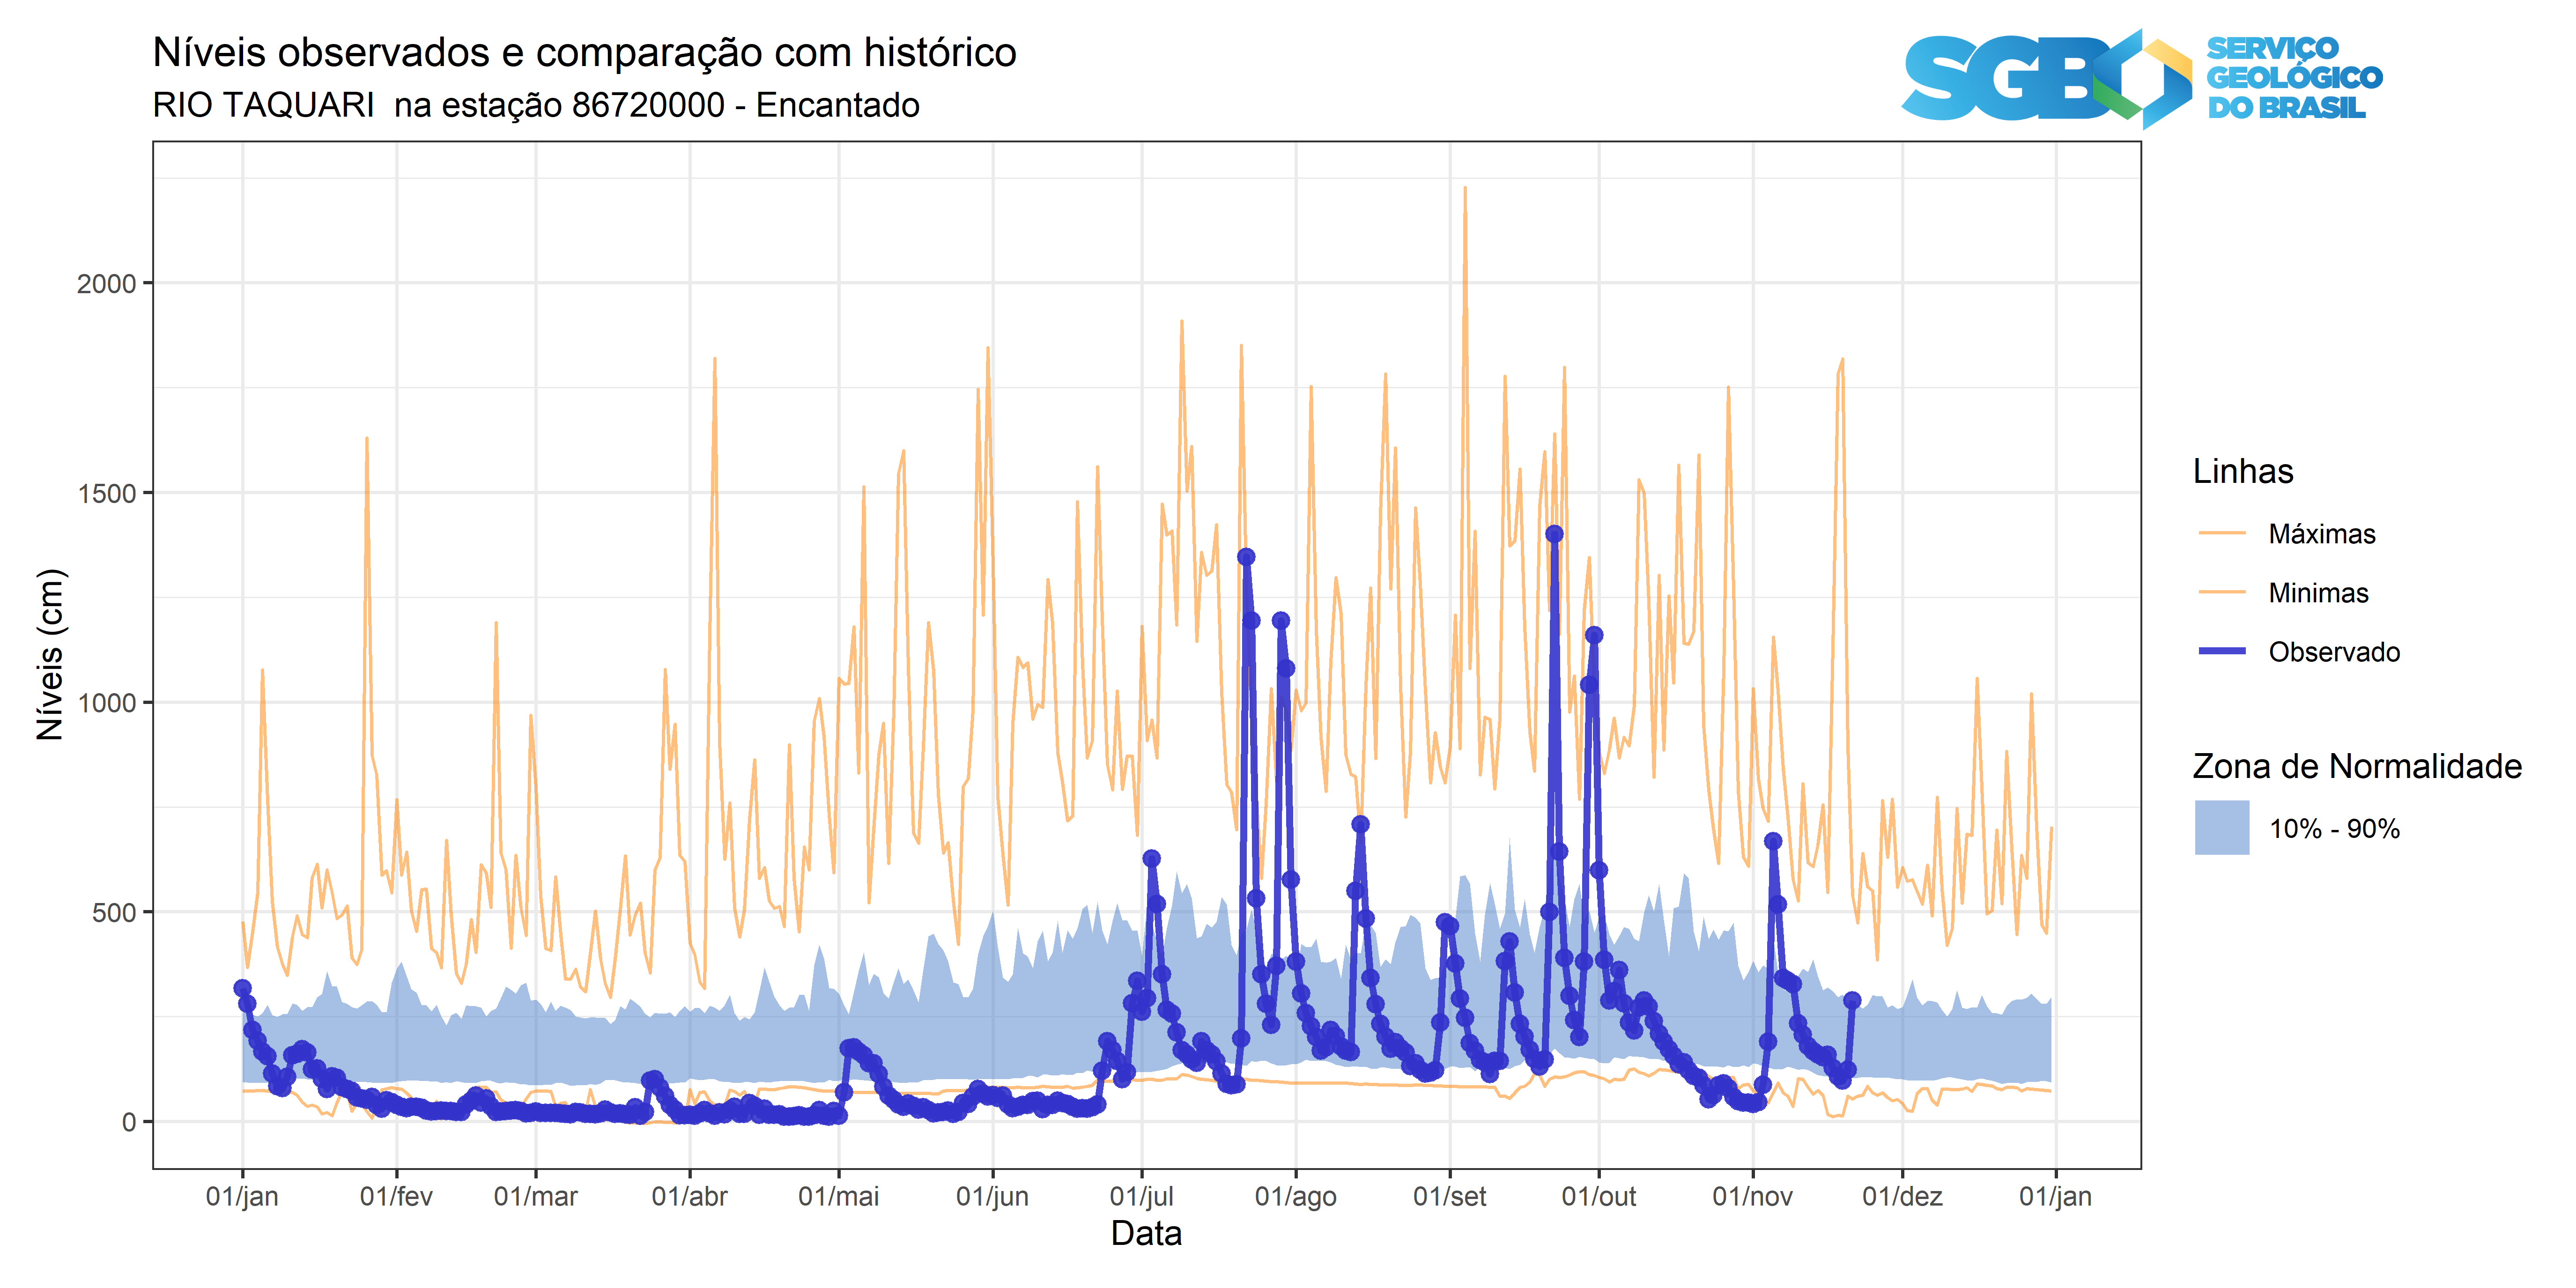 Níveis observados e comparação com histórico
RIO TAQUARI  na estação 86720000 - Encantado
SGB
SERVIÇO
GEOLÓGICO
DO BRASIL
Níveis (cm)
2000
1500
1000
500
0
01/jan
01/fev
01/mar
01/abr
01/mai
01/jun
01/jul
01/ago
01/set
01/out
01/nov
01/dez
01/jan
Data
Linhas
Máximas
Minimas
Observado
Zona de Normalidade
10% - 90%